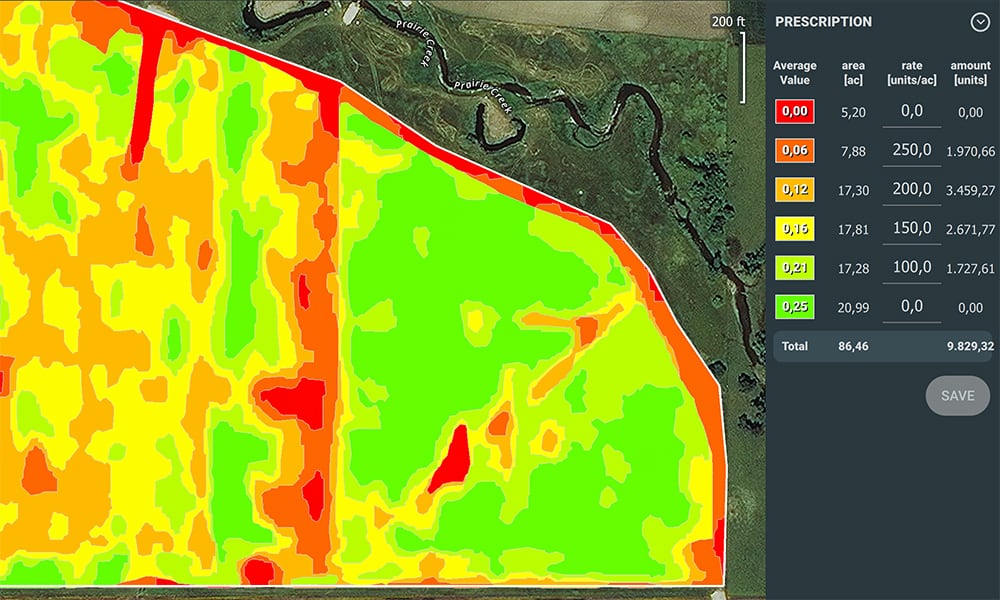 Prairie Creek
Prairie Creek
200 ft
PRESCRIPTION
Average Value area [ac] rate [units/ac] amount [units]
0,00 5,20 0,0 0,00
0,06 7,88 250,0 1.970,66
0,12 17,30 200,0 3.459,27
0,16 17,81 150,0 2.671,77
0,21 17,28 100,0 1.727,61
0,25 20,99 0,0 0,00
Total 86,46 9.829,32
SAVE